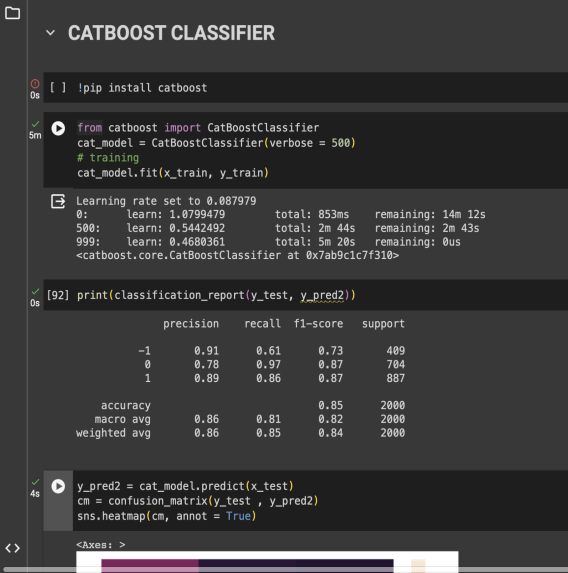 CATBOOST CLASSIFIER
0s
[ ] !pip install catboost
5m
from catboost import CatBoostClassifier
cat_model = CatBoostClassifier(verbose = 500)
# training
cat_model.fit(x_train, y_train)
Learning rate set to 0.087979
0: learn: 1.0799479 total: 853ms remaining: 14m 12s
500: learn: 0.5442492 total: 2m 44s remaining: 2m 43s
999: learn: 0.4680361 total: 5m 20s remaining: 0us
<catboost.core.CatBoostClassifier at 0x7ab9c1c7f310>
0s
[92] print(classification_report(y_test, y_pred2))
precision recall f1-score support
-1 0.91 0.61 0.73 409
0 0.78 0.97 0.87 704
1 0.89 0.86 0.87 887
accuracy 0.85 2000
macro avg 0.86 0.81 0.82 2000
weighted avg 0.86 0.85 0.84 2000
4s
y_pred2 = cat_model.predict(x_test)
cm = confusion_matrix(y_test , y_pred2)
sns.heatmap(cm, annot = True)
<Axes: >